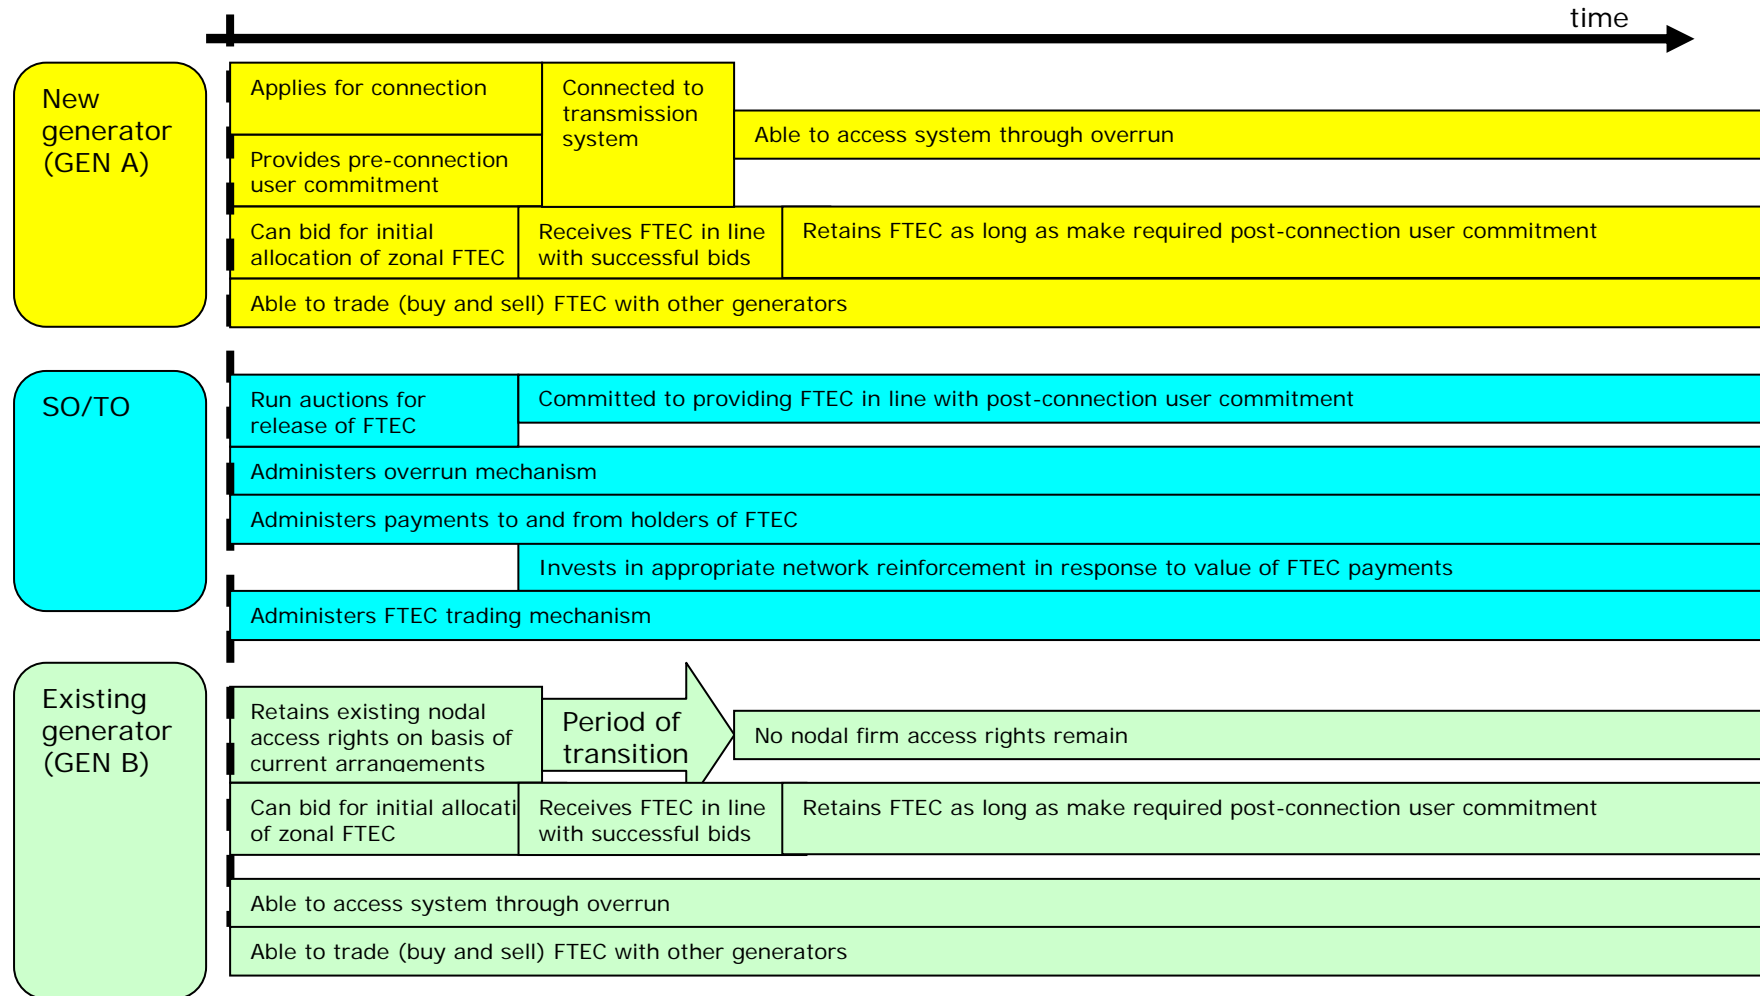 time
New
generator
(GEN A)
Applies for connection
Connected to
transmission
system
Able to access system through overrun
Provides pre-connection
user commitment
Can bid for initial
allocation of zonal FTEC
Receives FTEC in line
with successful bids
Retains FTEC as long as make required post-connection user commitment
Able to trade (buy and sell) FTEC with other generators
SO/TO
Run auctions for
release of FTEC
Committed to providing FTEC in line with post-connection user commitment
Administers overrun mechanism
Administers payments to and from holders of FTEC
Invests in appropriate network reinforcement in response to value of FTEC payments
Administers FTEC trading mechanism
Existing
generator
(GEN B)
Retains existing nodal
access rights on basis of
current arrangements
Period of
transition
No nodal firm access rights remain
Can bid for initial allocati
of zonal FTEC
Receives FTEC in line
with successful bids
Retains FTEC as long as make required post-connection user commitment
Able to access system through overrun
Able to trade (buy and sell) FTEC with other generators